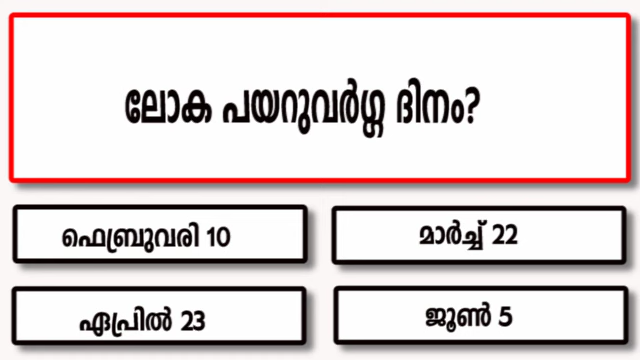 ലോക പയറുവർഗ്ഗ ദിനം?
ഫെബ്രുവരി 10
മാർച്ച് 22
ഏപ്രിൽ 23
ജൂൺ 5